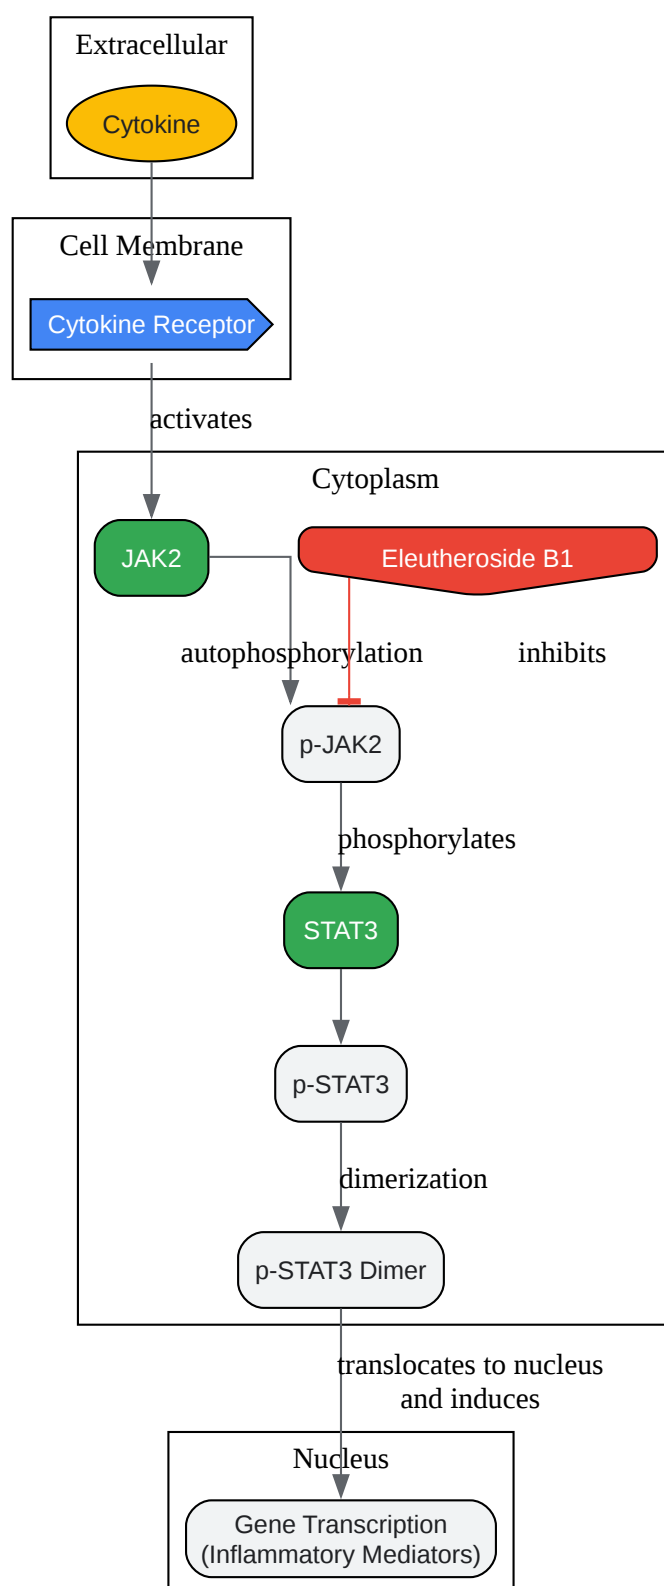 Extracellular
Cytokine
Cell Membrane
Cytokine Receptor
activates
Cytoplasm
JAK2
Eleutheroside B1
autophosphorylation
inhibits
p-JAK2
phosphorylates
STAT3
p-STAT3
dimerization
p-STAT3 Dimer
translocates to nucleus
and induces
Nucleus
Gene Transcription
(Inflammatory Mediators)